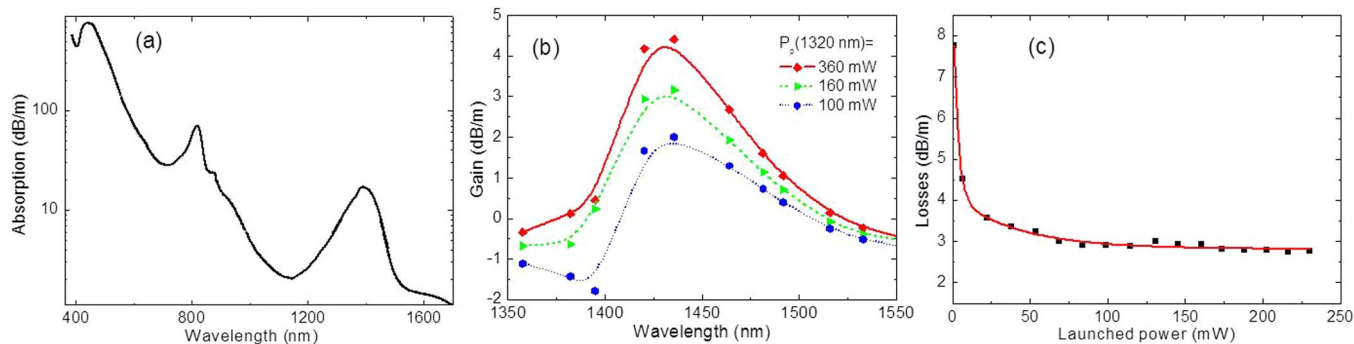 (a)
Absorption (dB/m)
100
10
400 800 1200 1600
Wavelength (nm)
(b)
Gain (dB/m)
5
4
3
2
1
0
-1
-2
1350 1400 1450 1500 1550
Wavelength (nm)
Pp(1320 nm)=
360 mW
160 mW
100 mW
(c)
Losses (dB/m)
8
7
6
5
4
3
2
0 50 100 150 200 250
Launched power (mW)